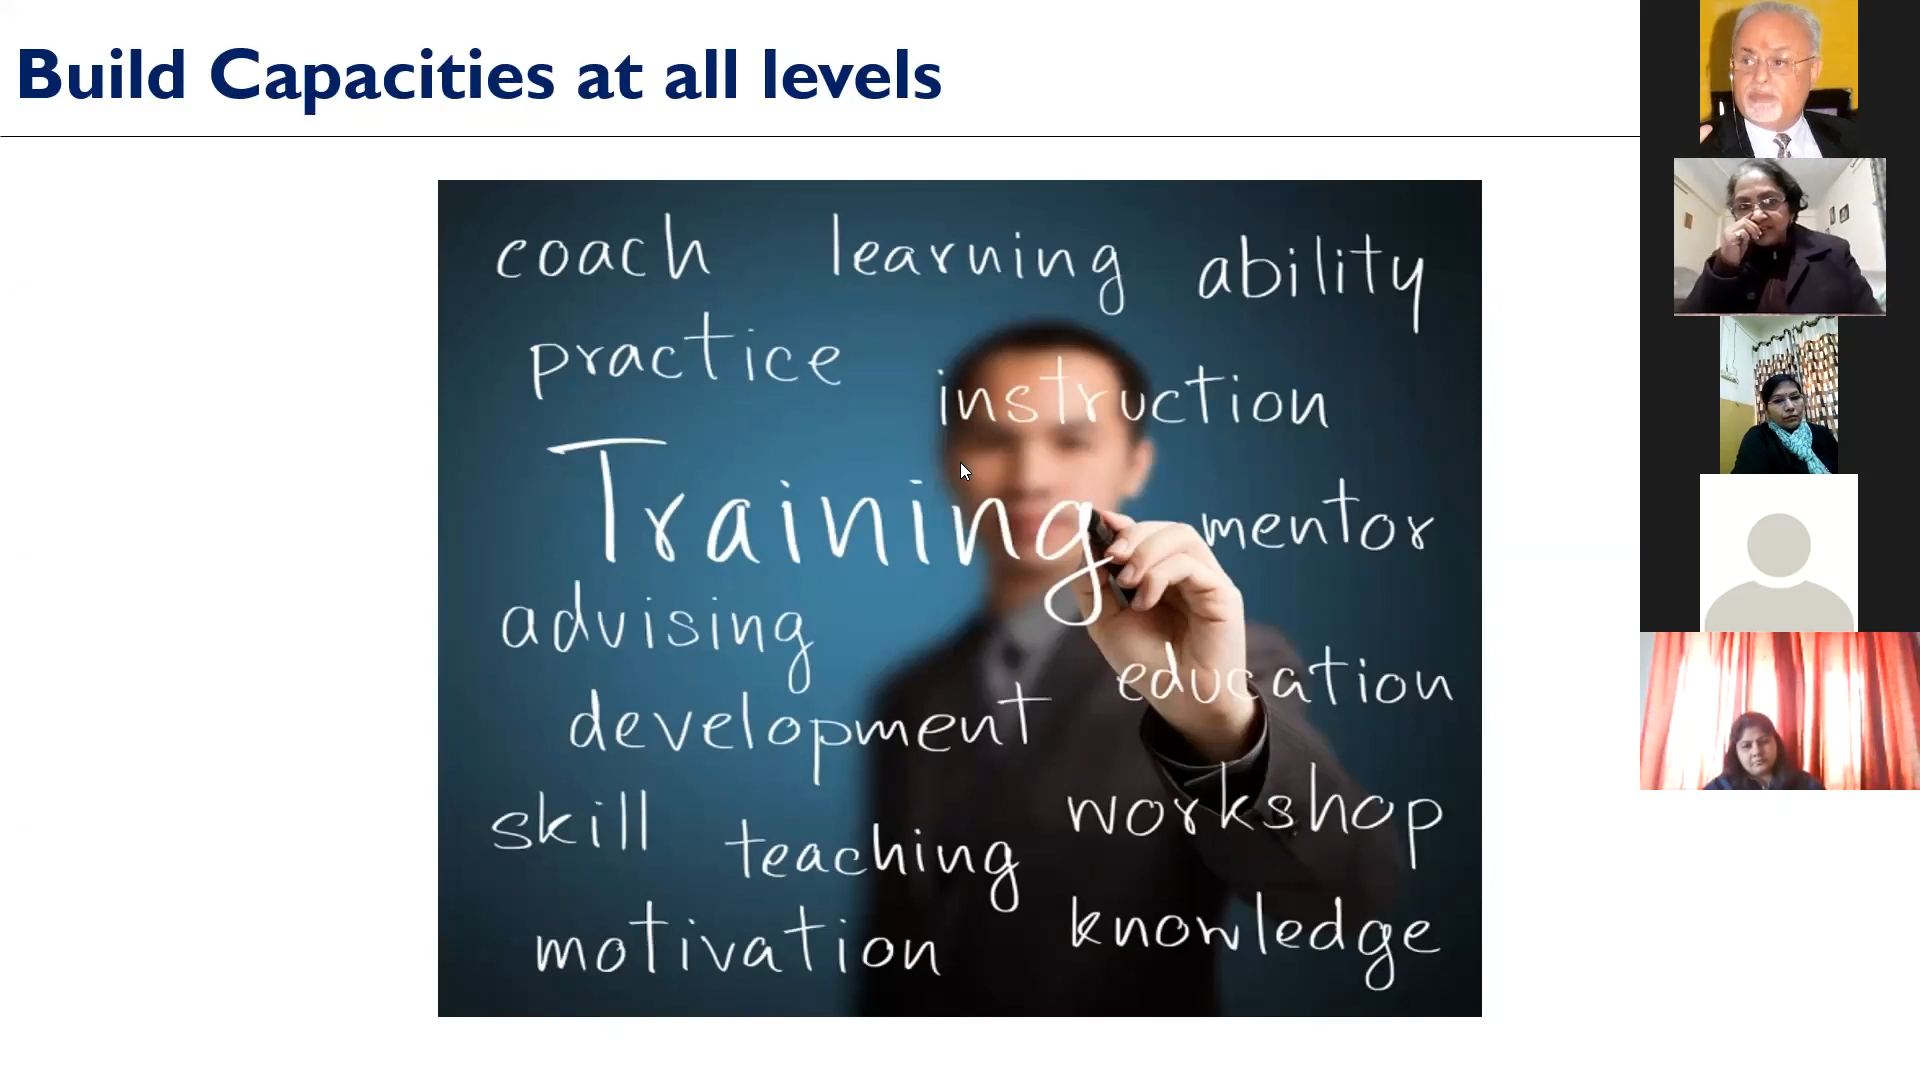 Build Capacities at all levels
coach learning ability
practice
instruction
Training
mentor
advising
education
development
skill
teaching
workshop
motivation
knowledge